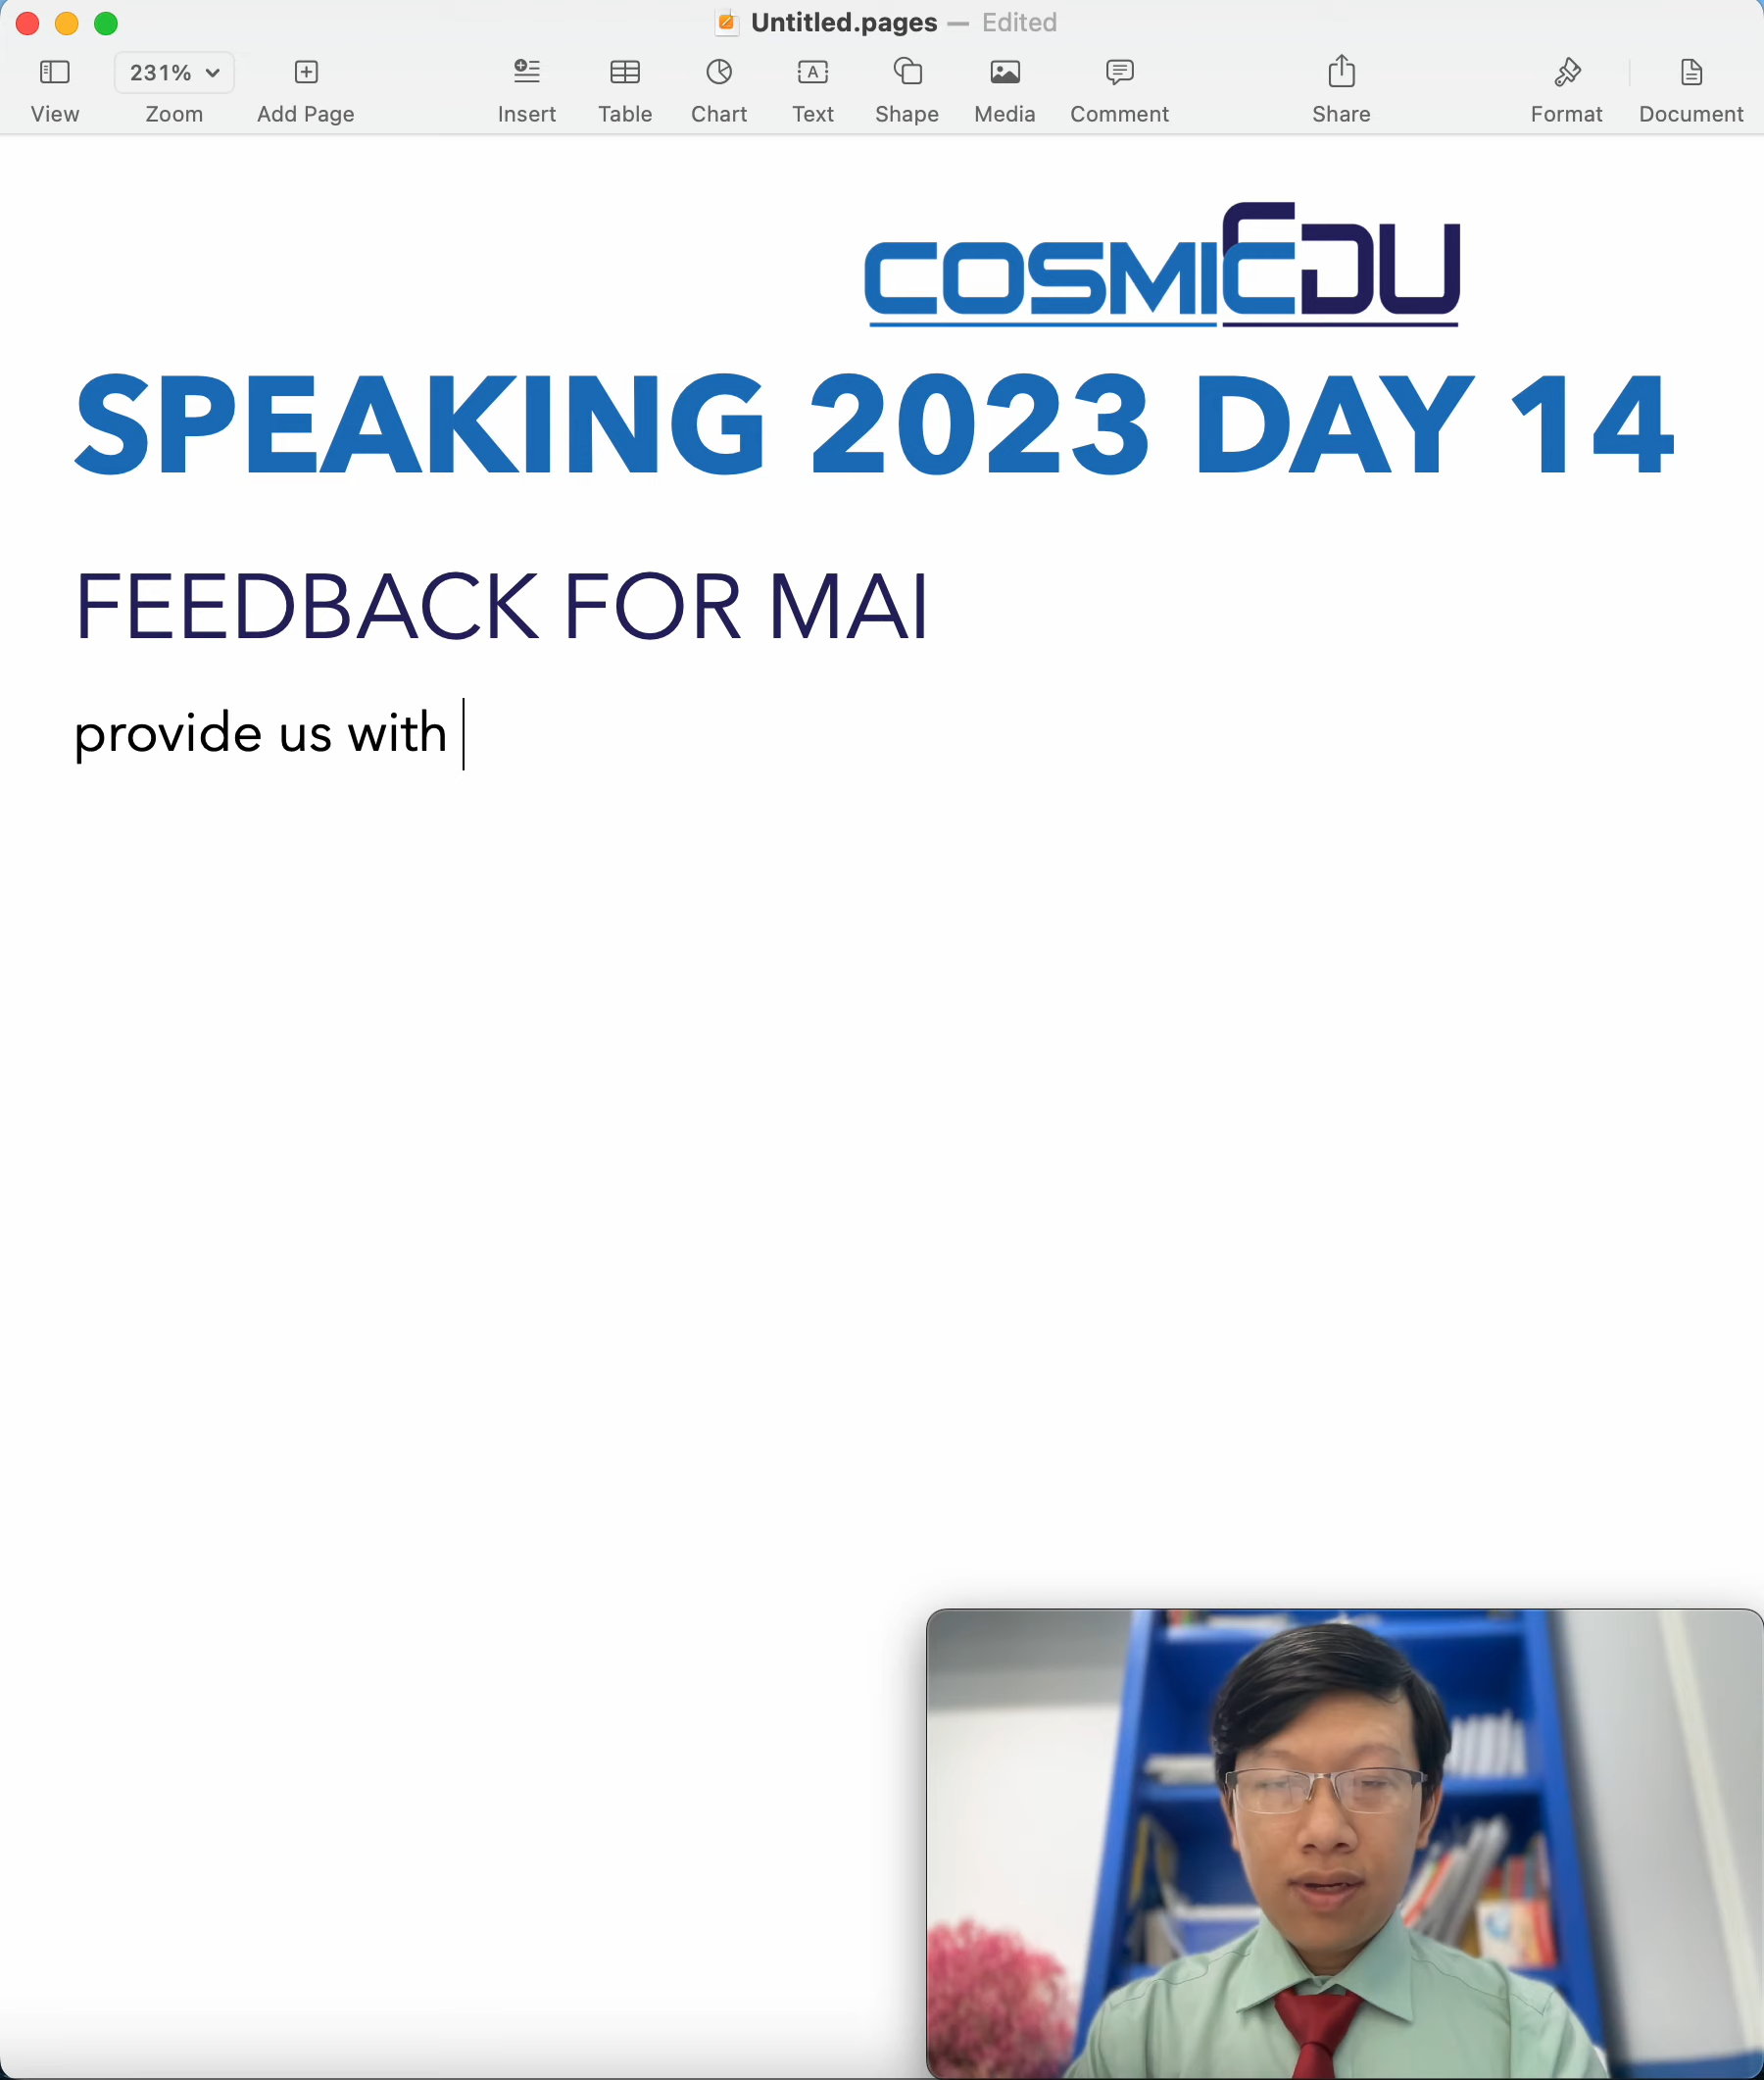 Untitled.pages — Edited
231%
View Zoom Add Page Insert Table Chart Text Shape Media Comment Share Format Document
COSMICEDU
SPEAKING 2023 DAY 14
FEEDBACK FOR MAI
provide us with